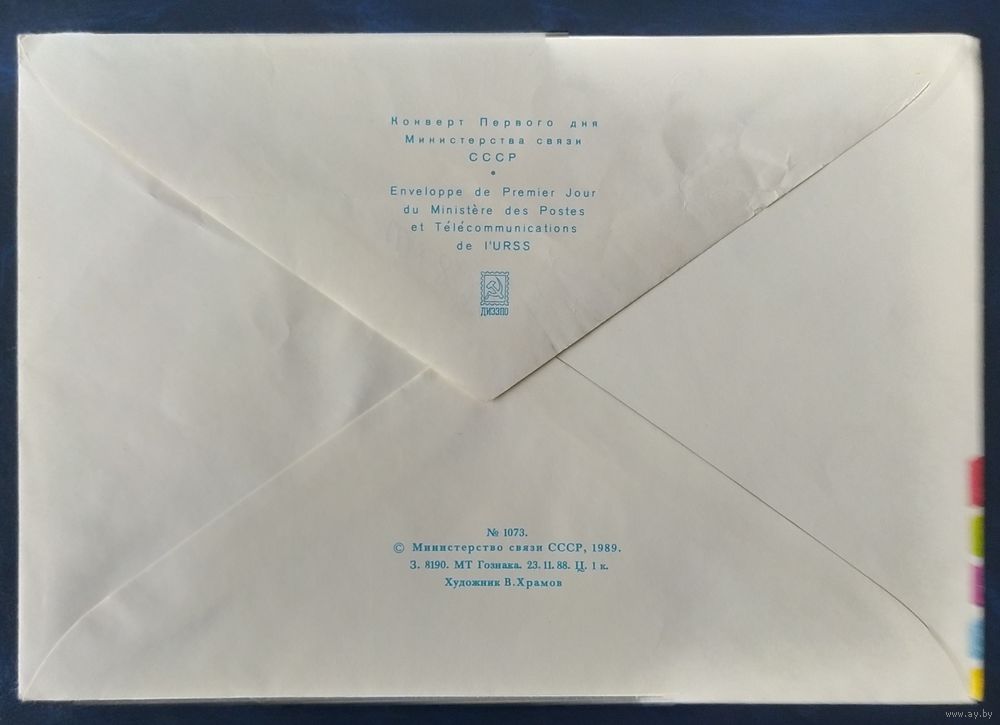 Конверт Первого дня
Министерства связи
СССР
•
Enveloppe de Premier Jour
du Ministère des Postes
et Télécommunications
de l'URSS
ДИЭЗПО
№ 1073.
© Министерство связи СССР, 1989.
З. 8190. МТ Гознака. 23.11.88. Ц. 1 к.
Художник В.Храмов
www.ay.by